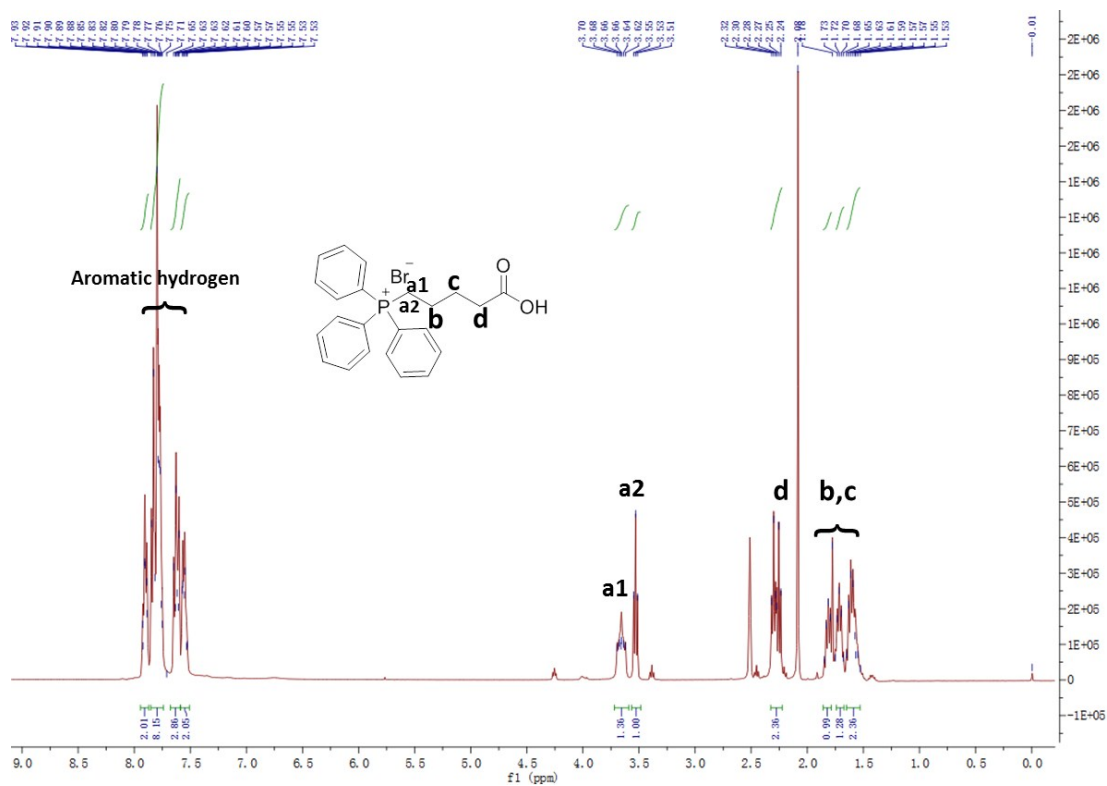 7.93 7.92 7.91 7.90 7.89 7.88 7.85 7.83 7.82 7.80 7.79 7.78 7.77 7.76 7.75 7.71 7.65 7.63 7.63 7.62 7.61 7.60 7.57 7.57 7.55 7.55 7.53 7.53
3.70 3.68 3.66 3.66 3.64 3.62 3.55 3.53 3.51
2.32 2.30 2.28 2.27 2.25 2.24 2.08 1.78 1.73 1.72 1.70 1.68 1.65 1.63 1.61 1.59 1.57 1.57 1.55 1.53
-0.01
2E+06
2E+06
2E+06
2E+06
1E+06
1E+06
1E+06
1E+06
1E+06
9E+05
8E+05
7E+05
6E+05
5E+05
4E+05
3E+05
2E+05
1E+05
0
-1E+05
Aromatic hydrogen
Br−
a1
c
O
P+
a2
b
d
OH
a1
a2
d
b,c
2.01
8.15
2.86
2.05
1.36
1.00
2.36
0.99
1.28
2.36
9.0 8.5 8.0 7.5 7.0 6.5 6.0 5.5 5.0 4.5 4.0 3.5 3.0 2.5 2.0 1.5 1.0 0.5 0.0
f1 (ppm)